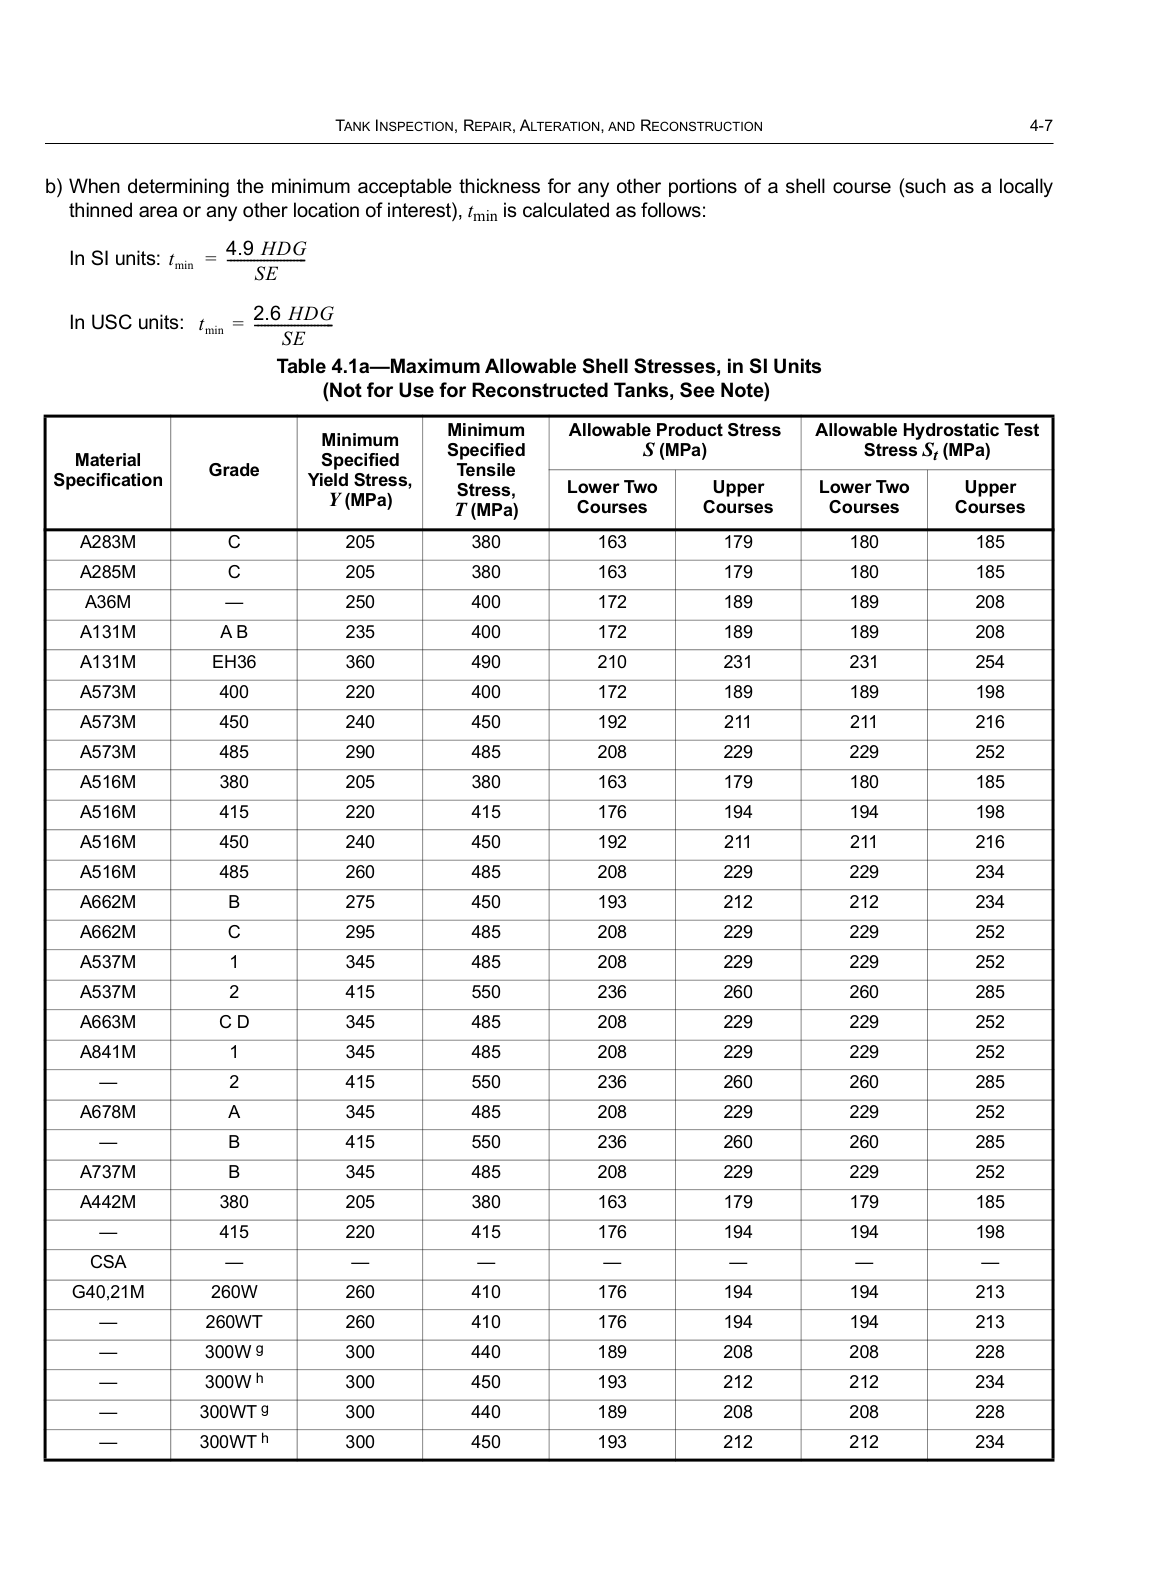 TANK INSPECTION, REPAIR, ALTERATION, AND RECONSTRUCTION 4-7
b) When determining the minimum acceptable thickness for any other portions of a shell course (such as a locally
thinned area or any other location of interest), tmin is calculated as follows:
In SI units: tmin = 4.9 HDG / SE
In USC units: tmin = 2.6 HDG / SE
Table 4.1a—Maximum Allowable Shell Stresses, in SI Units
(Not for Use for Reconstructed Tanks, See Note)
Material Specification Grade Minimum Specified Yield Stress, Y (MPa) Minimum Specified Tensile Stress, T (MPa) Allowable Product Stress S (MPa) Allowable Hydrostatic Test Stress St (MPa)
Lower Two Courses Upper Courses Lower Two Courses Upper Courses
A283M C 205 380 163 179 180 185
A285M C 205 380 163 179 180 185
A36M — 250 400 172 189 189 208
A131M A B 235 400 172 189 189 208
A131M EH36 360 490 210 231 231 254
A573M 400 220 400 172 189 189 198
A573M 450 240 450 192 211 211 216
A573M 485 290 485 208 229 229 252
A516M 380 205 380 163 179 180 185
A516M 415 220 415 176 194 194 198
A516M 450 240 450 192 211 211 216
A516M 485 260 485 208 229 229 234
A662M B 275 450 193 212 212 234
A662M C 295 485 208 229 229 252
A537M 1 345 485 208 229 229 252
A537M 2 415 550 236 260 260 285
A663M C D 345 485 208 229 229 252
A841M 1 345 485 208 229 229 252
— 2 415 550 236 260 260 285
A678M A 345 485 208 229 229 252
— B 415 550 236 260 260 285
A737M B 345 485 208 229 229 252
A442M 380 205 380 163 179 179 185
— 415 220 415 176 194 194 198
CSA — — — — — — —
G40,21M 260W 260 410 176 194 194 213
— 260WT 260 410 176 194 194 213
— 300W g 300 440 189 208 208 228
— 300W h 300 450 193 212 212 234
— 300WT g 300 440 189 208 208 228
— 300WT h 300 450 193 212 212 234